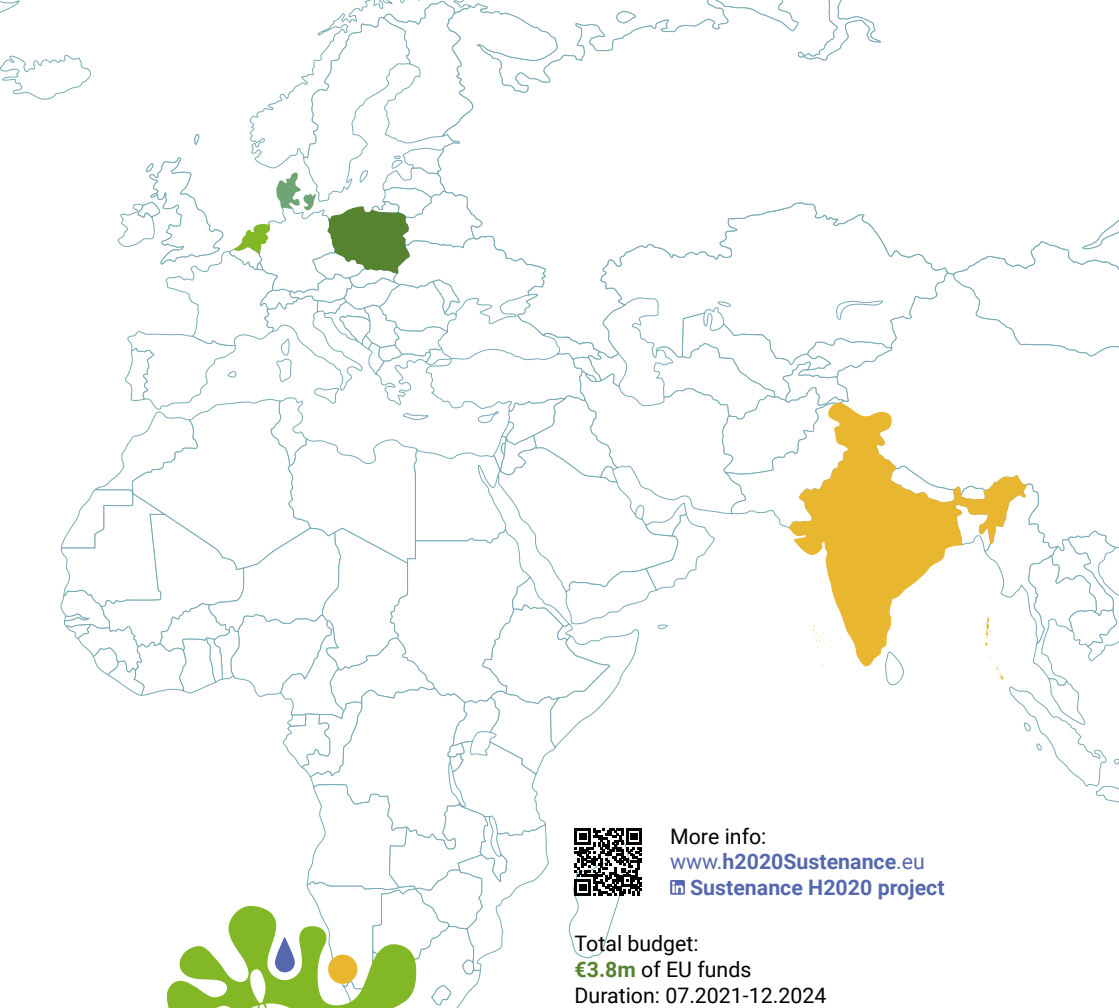 More info:
www.h2020Sustenance.eu
in Sustenance H2020 project
Total budget:
€3.8m of EU funds
Duration: 07.2021-12.2024